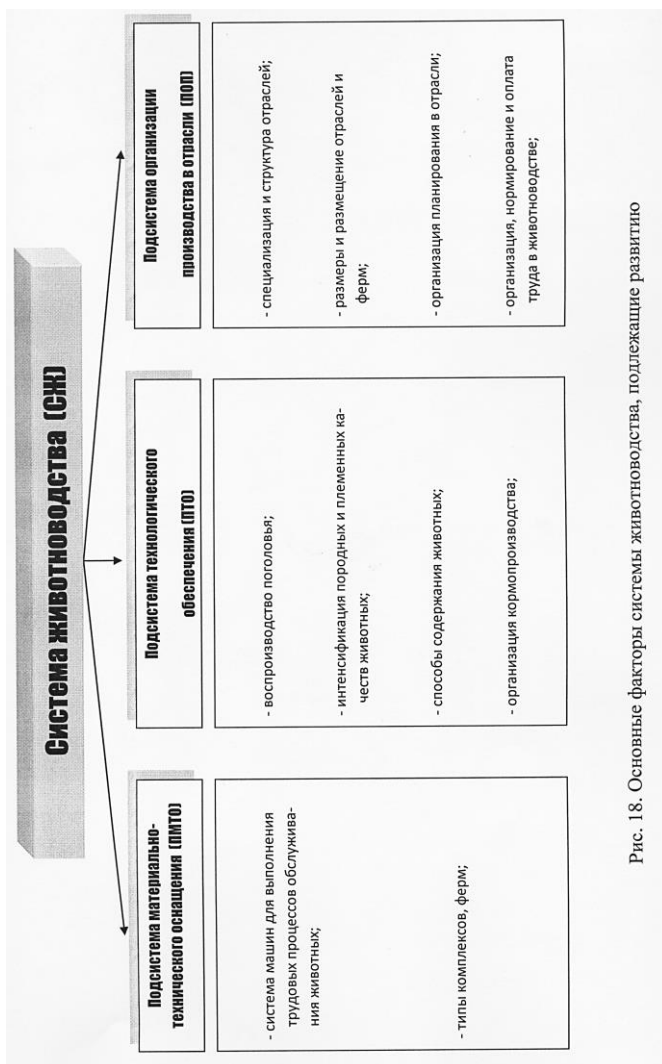 Система животноводства (СЖ)
Подсистема материально-
технического оснащения (ПМТО)
- система машин для выполнения
трудовых процессов обслужива-
ния животных;
- типы комплексов, ферм;
Подсистема технологического
обеспечения (ПТО)
- воспроизводство поголовья;
- интенсификация породных и племенных ка-
честв животных;
- способы содержания животных;
- организация кормопроизводства;
Подсистема организации
производства в отрасли (ПОП)
- специализация и структура отраслей;
- размеры и размещение отраслей и
ферм;
- организация планирования в отрасли;
- организация, нормирование и оплата
труда в животноводстве;
Рис. 18. Основные факторы системы животноводства, подлежащие развитию